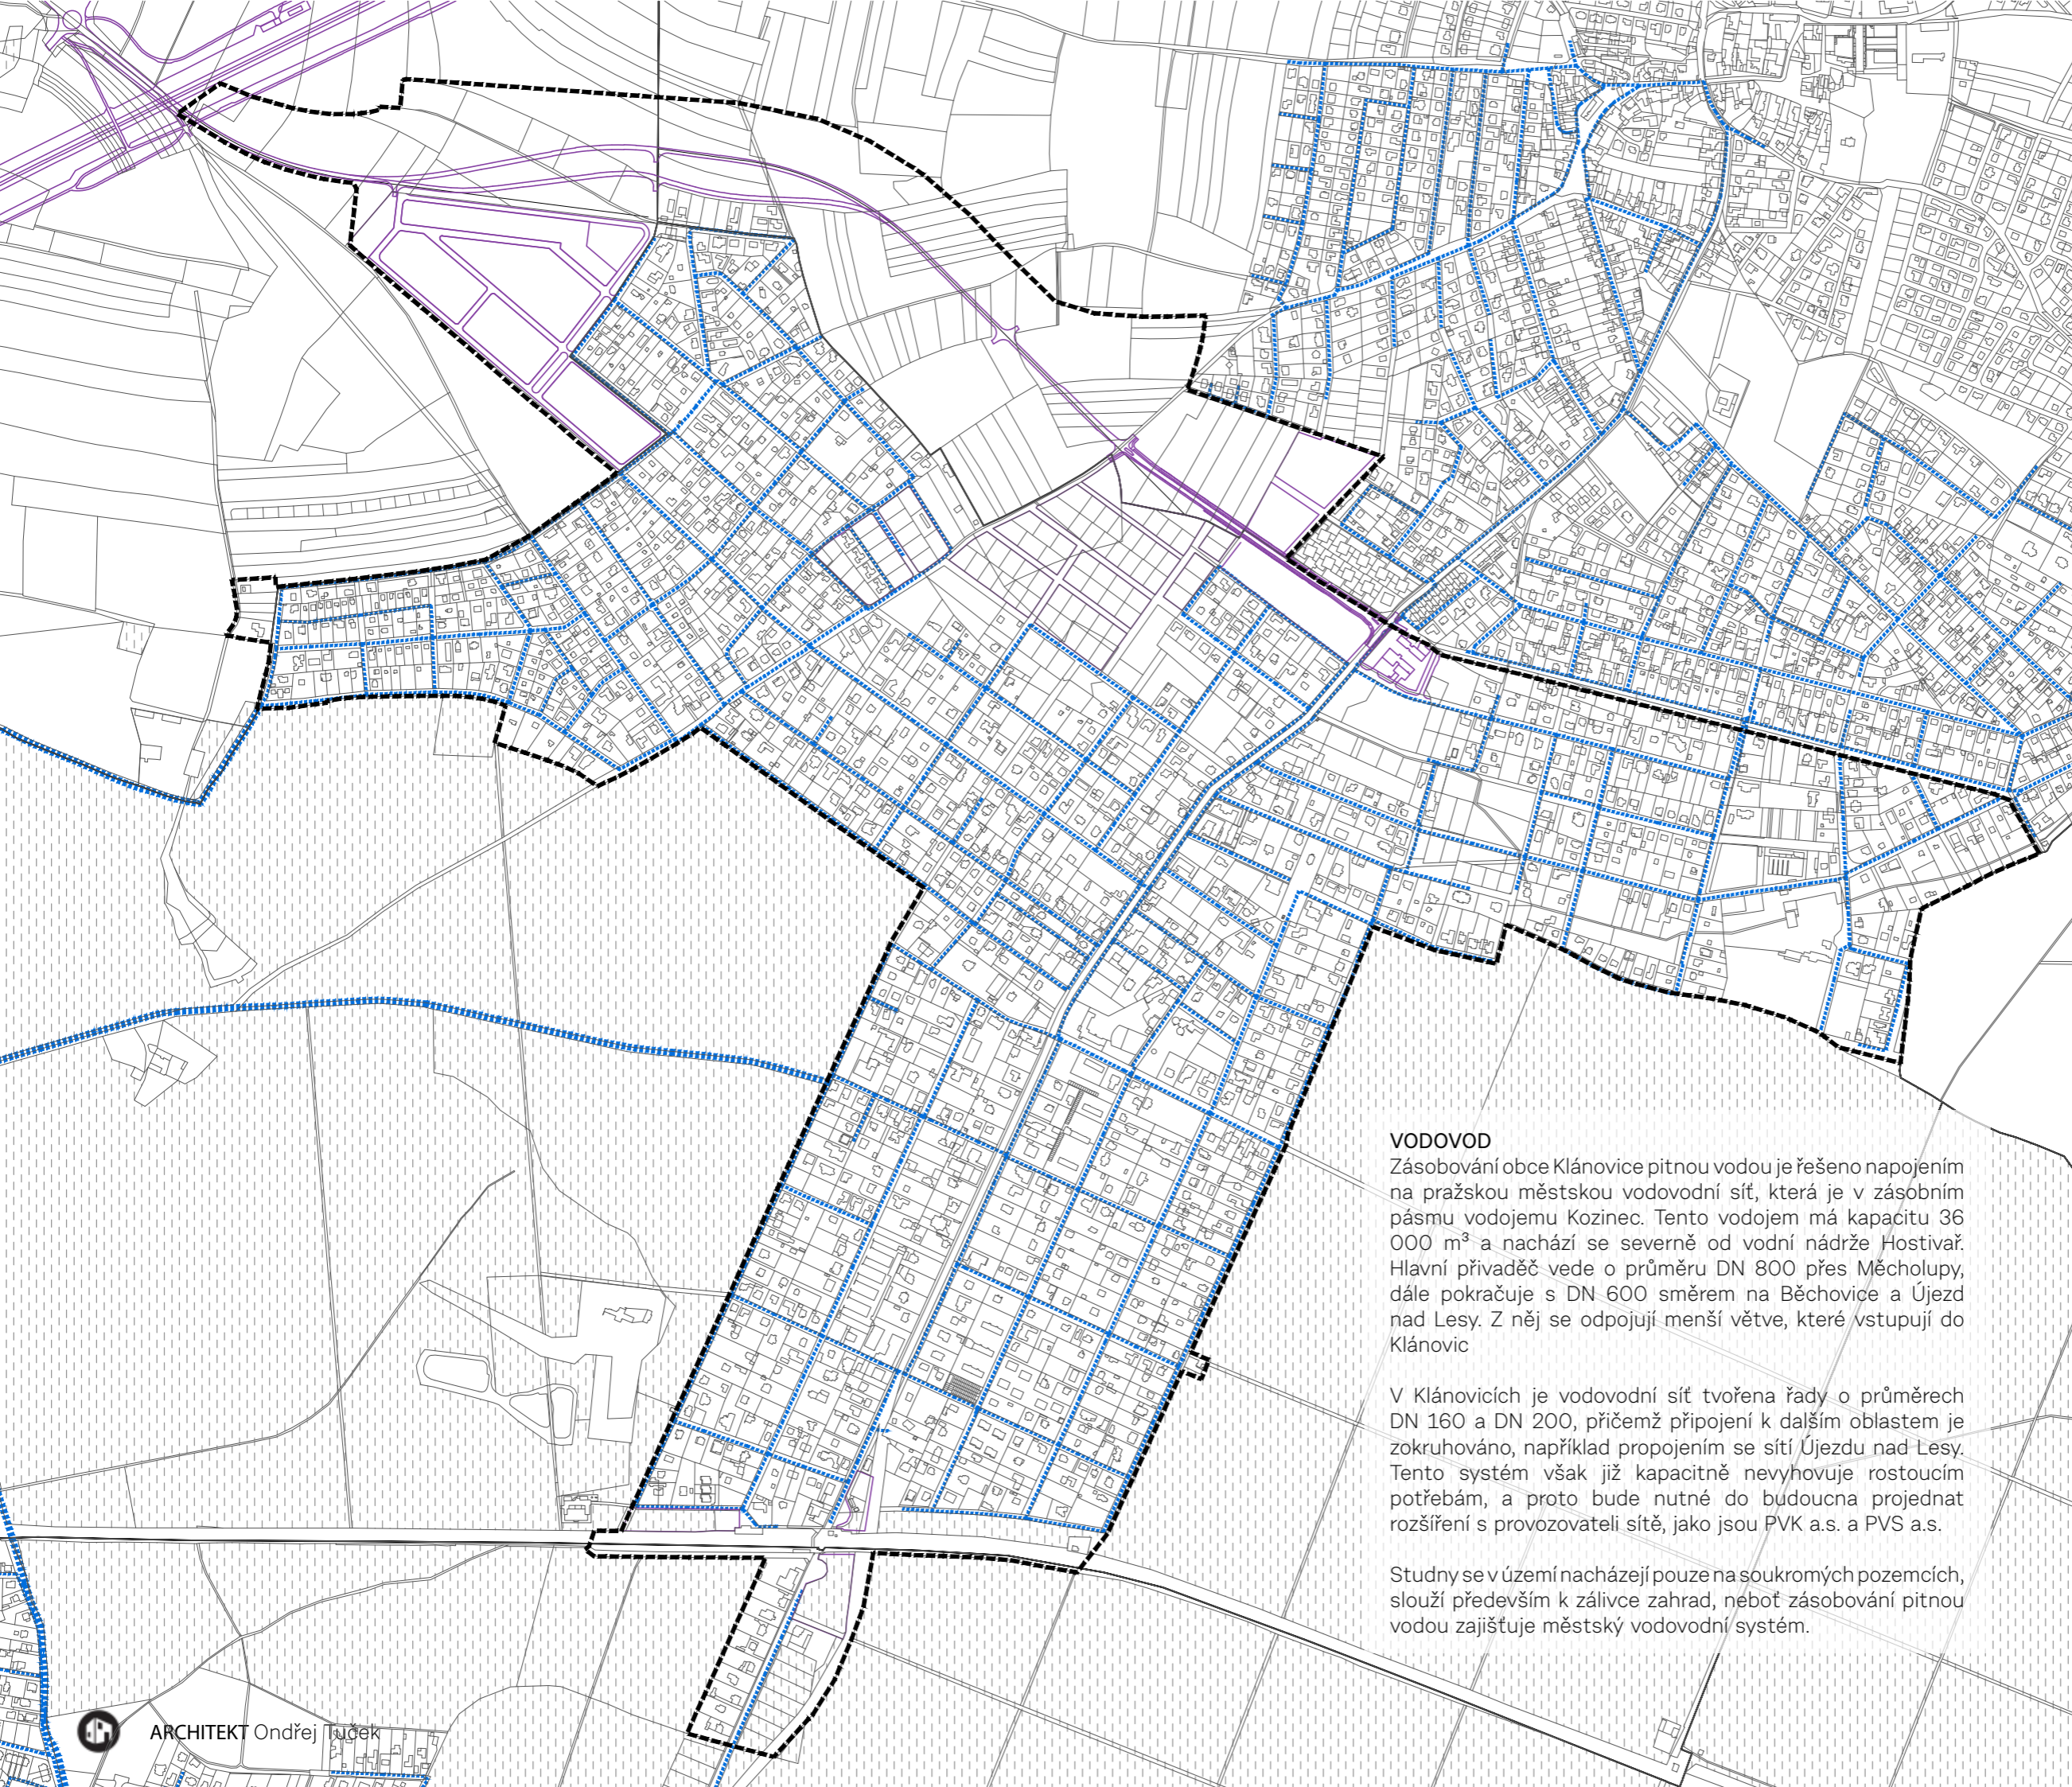 VODOVOD
Zásobování obce Klánovice pitnou vodou je řešeno napojením
na pražskou městskou vodovodní síť, která je v zásobním
pásmu vodojemu Kozinec. Tento vodojem má kapacitu 36
000 m³ a nachází se severně od vodní nádrže Hostivař.
Hlavní přivaděč vede o průměru DN 800 přes Měcholupy,
dále pokračuje s DN 600 směrem na Běchovice a Újezd
nad Lesy. Z něj se odpojují menší větve, které vstupují do
Klánovic
V Klánovicích je vodovodní síť tvořena řady o průměrech
DN 160 a DN 200, přičemž připojení k dalším oblastem je
zokruhováno, například propojením se sítí Újezdu nad Lesy.
Tento systém však již kapacitně nevyhovuje rostoucím
potřebám, a proto bude nutné do budoucna projednat
rozšíření s provozovateli sítě, jako jsou PVK a.s. a PVS a.s.
Studny se v území nacházejí pouze na soukromých pozemcích,
slouží především k zálivce zahrad, neboť zásobování pitnou
vodou zajišťuje městský vodovodní systém.
ARCHITEKT Ondřej Tuček